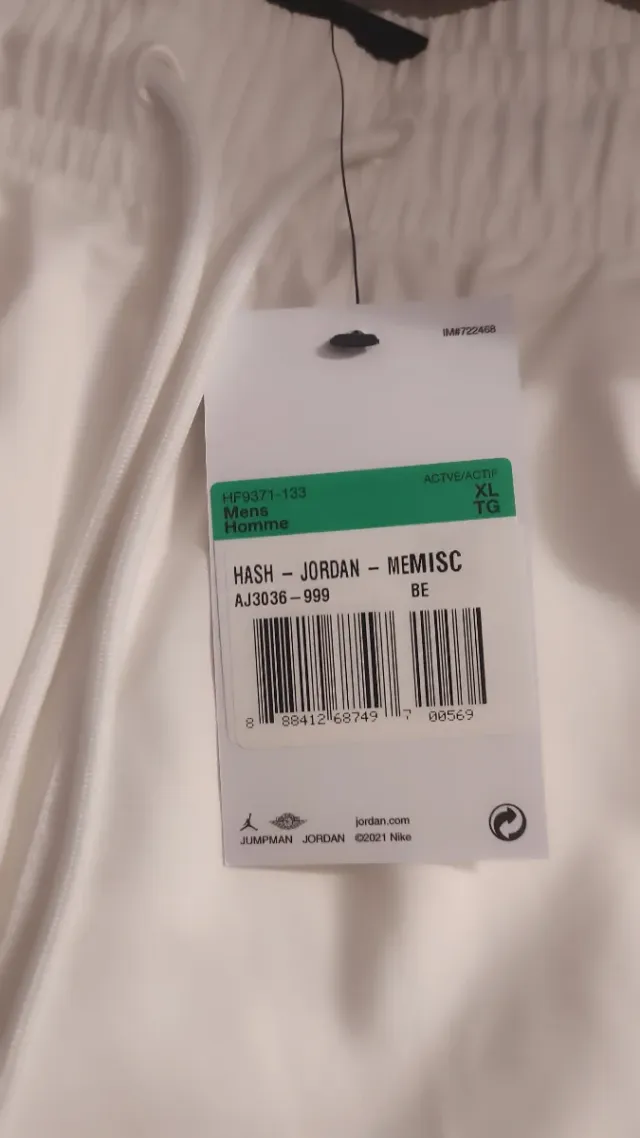 IM#722468
HF9371-133 ACTVE/ACTIF
Mens XL
Homme TG
HASH - JORDAN - MEMISC
AJ3036-999 BE
8 88412 68749 7 00569
jordan.com
JUMPMAN JORDAN ©2021 Nike